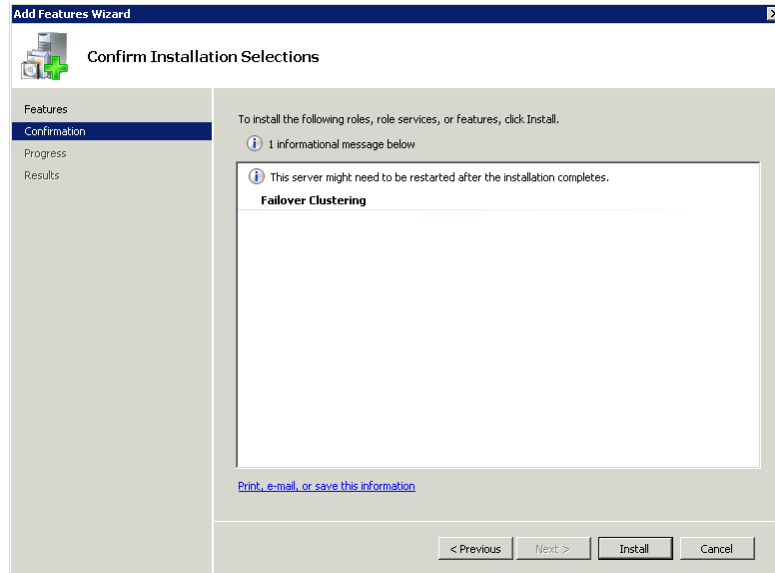 Add Features Wizard
Confirm Installation Selections
Features
Confirmation
Progress
Results
To install the following roles, role services, or features, click Install.
1 informational message below
This server might need to be restarted after the installation completes.
Failover Clustering
Print, e-mail, or save this information
< Previous
Next >
Install
Cancel